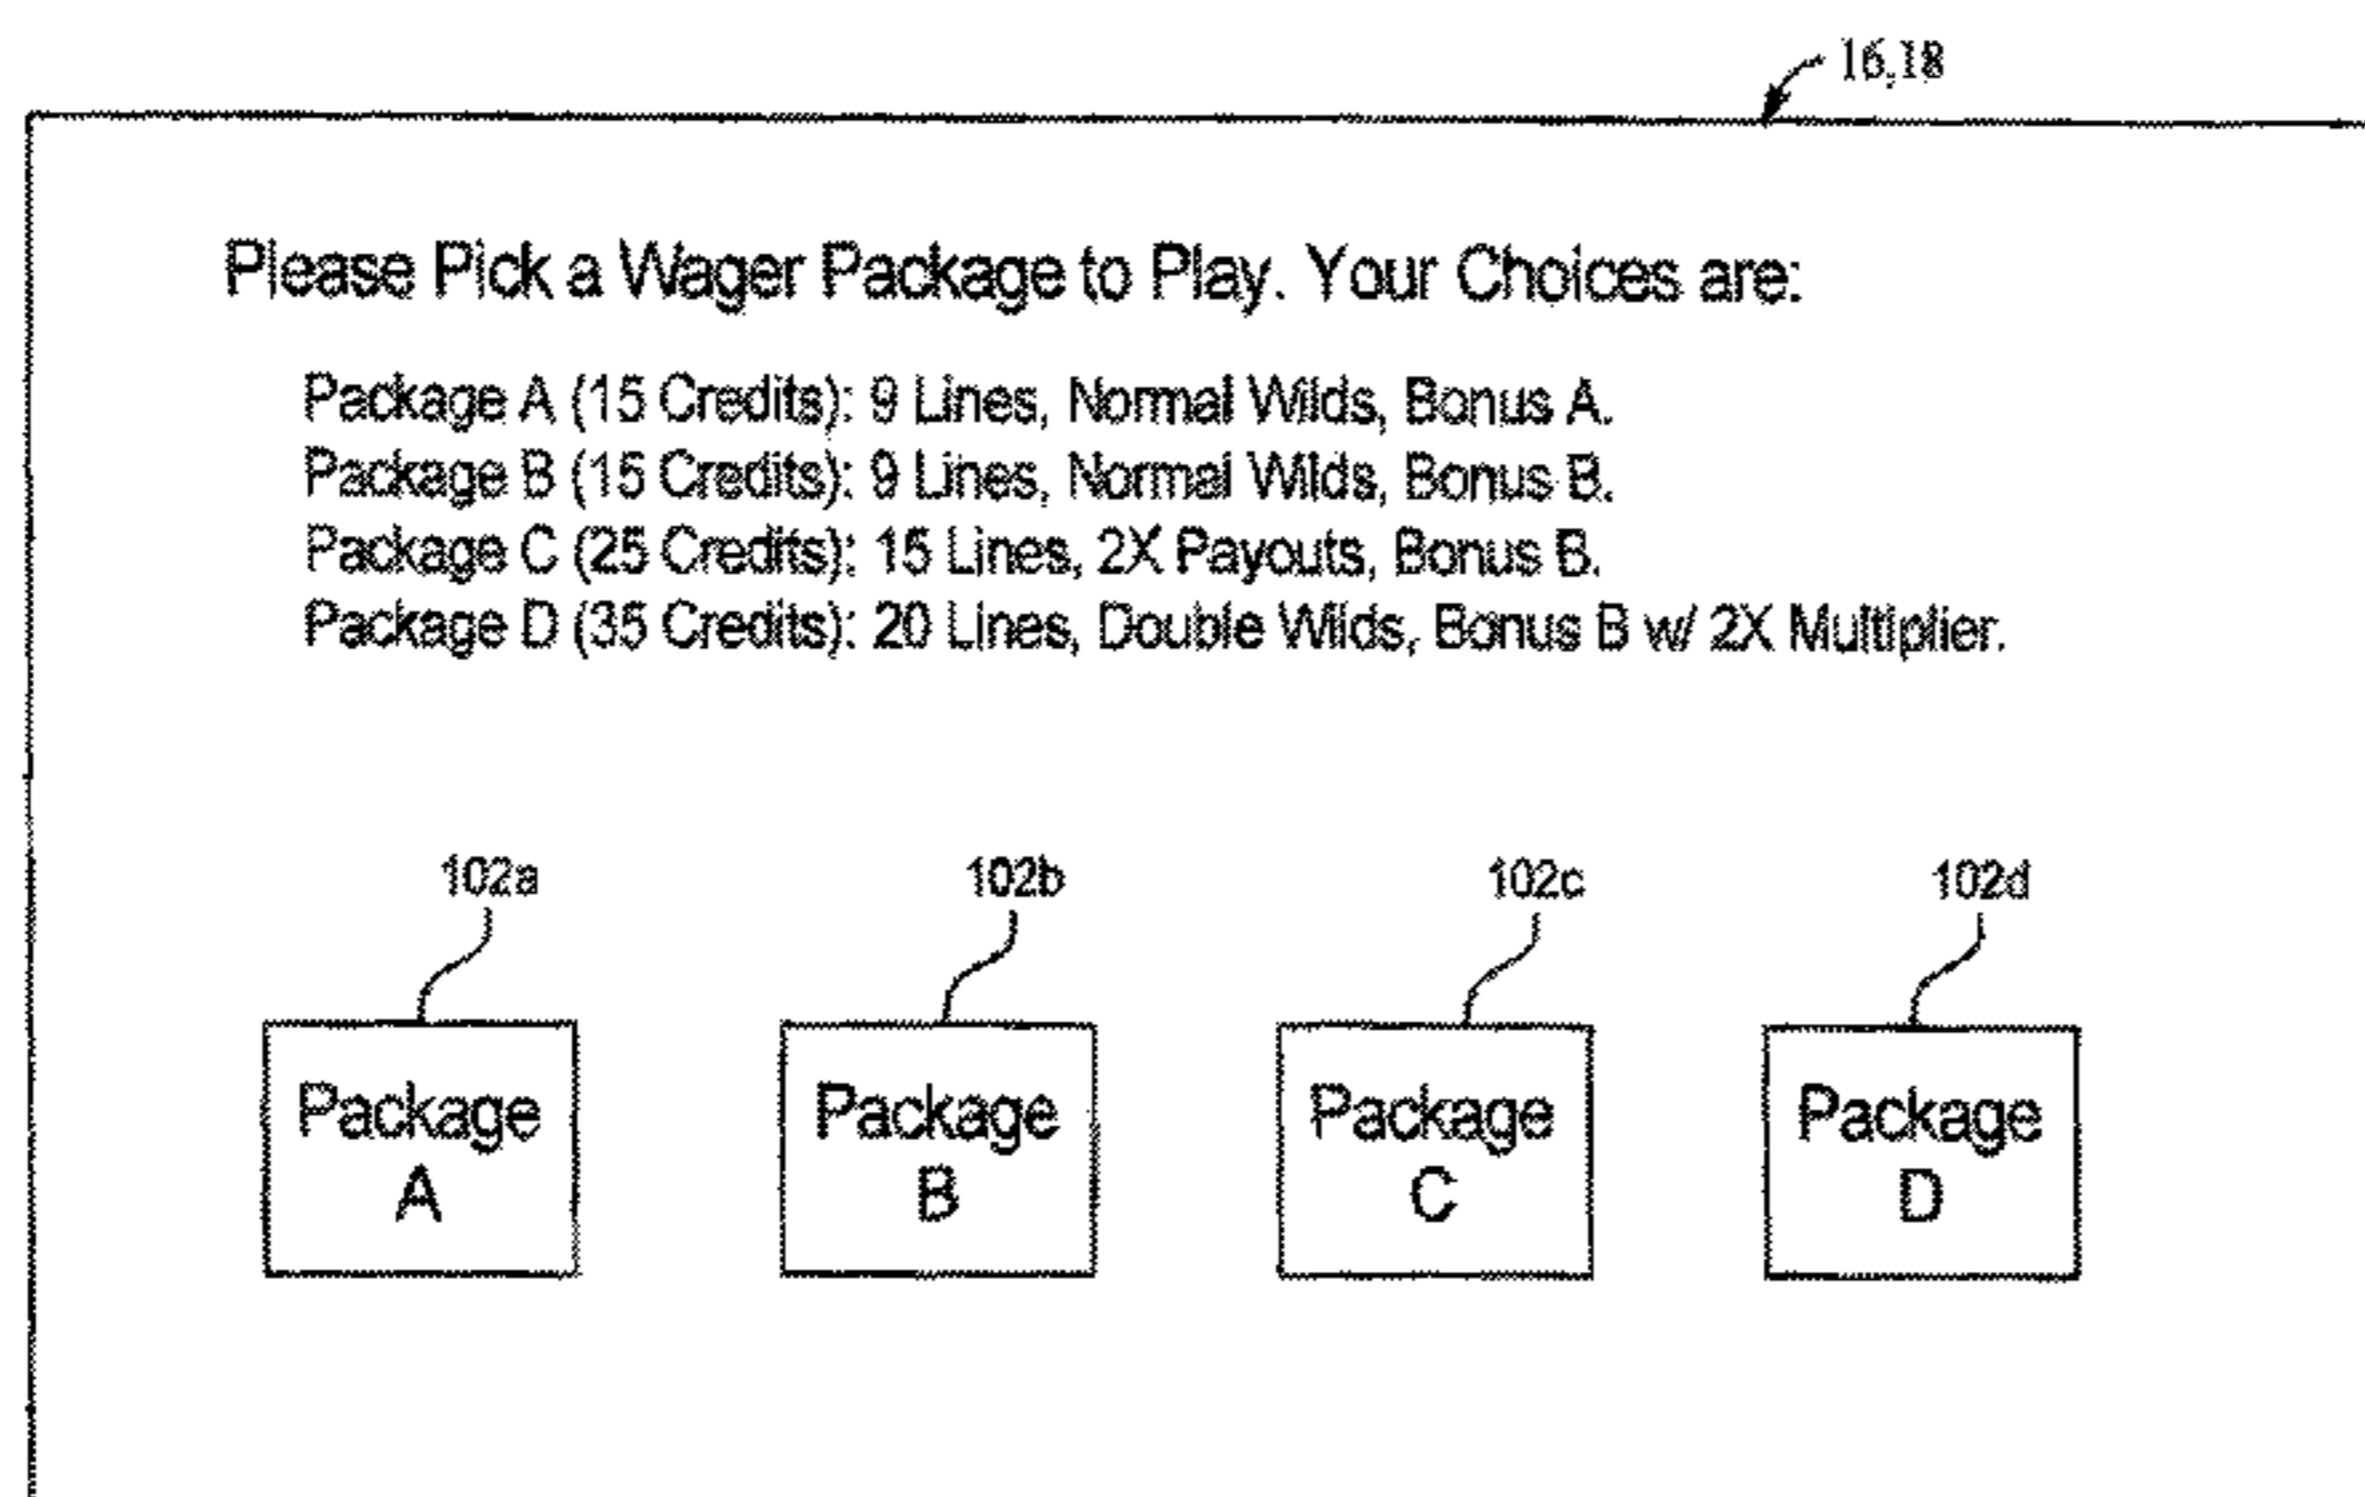 16,18
Please Pick a Wager Package to Play. Your Choices are:
Package A (15 Credits): 9 Lines, Normal Wilds, Bonus A.
Package B (15 Credits): 9 Lines, Normal Wilds, Bonus B.
Package C (25 Credits): 15 Lines, 2X Payouts, Bonus B.
Package D (35 Credits): 20 Lines, Double Wilds, Bonus B w/ 2X Multiplier.
102a 102b 102c 102d
Package Package Package Package
A B C D